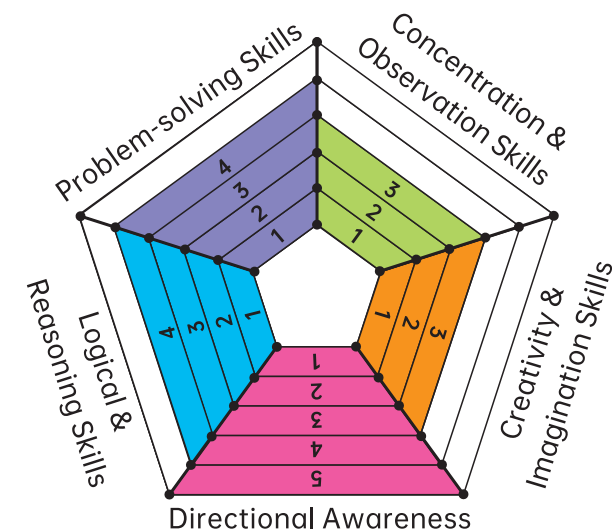 Problem-solving Skills
4
3
2
1
Concentration &
Observation Skills
3
2
1
Creativity &
Imagination Skills
1
2
3
Directional Awareness
1
2
3
4
5
Logical &
Reasoning Skills
4
3
2
1